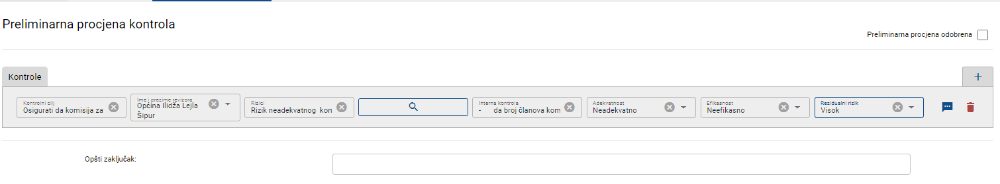 Preliminarna procjena kontrola
Preliminarna procjena odobrena
Kontrole
+
Kontrolni cilj
Osigurati da komisija za
Ime i prezime revizora
Općina Ilidža Lejla
Šipur
Rizici
Rizik neadekvatnog kon
Interna kontrola
- da broj članova kom
Adekvatnost
Neadekvatno
Efikasnost
Neefikasno
Rezidualni rizik
Visok
Opšti zaključak: